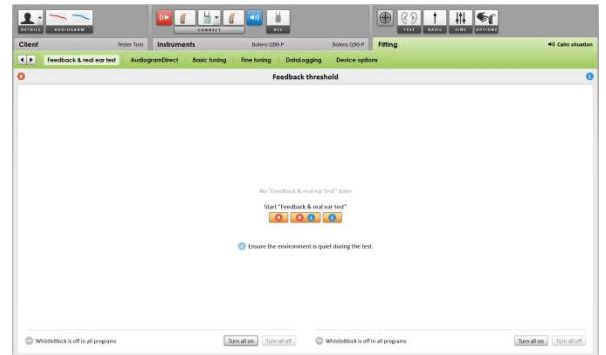 DETAILS AUDIOGRAM CONNECT ACC TEST BASIC FINE OPTIONS
Client Tester Tom Instruments Bolero Q90-P Bolero Q90-P Fitting Calm situation
Feedback & real ear test AudiogramDirect Basic tuning Fine tuning DataLogging Device options
R Feedback threshold L
No "Feedback & real ear test" done!
Start "Feedback & real ear test"
R R L L
Ensure the environment is quiet during the test.
WhistleBlock is off in all programs Turn all on Turn all off WhistleBlock is off in all programs Turn all on Turn all off